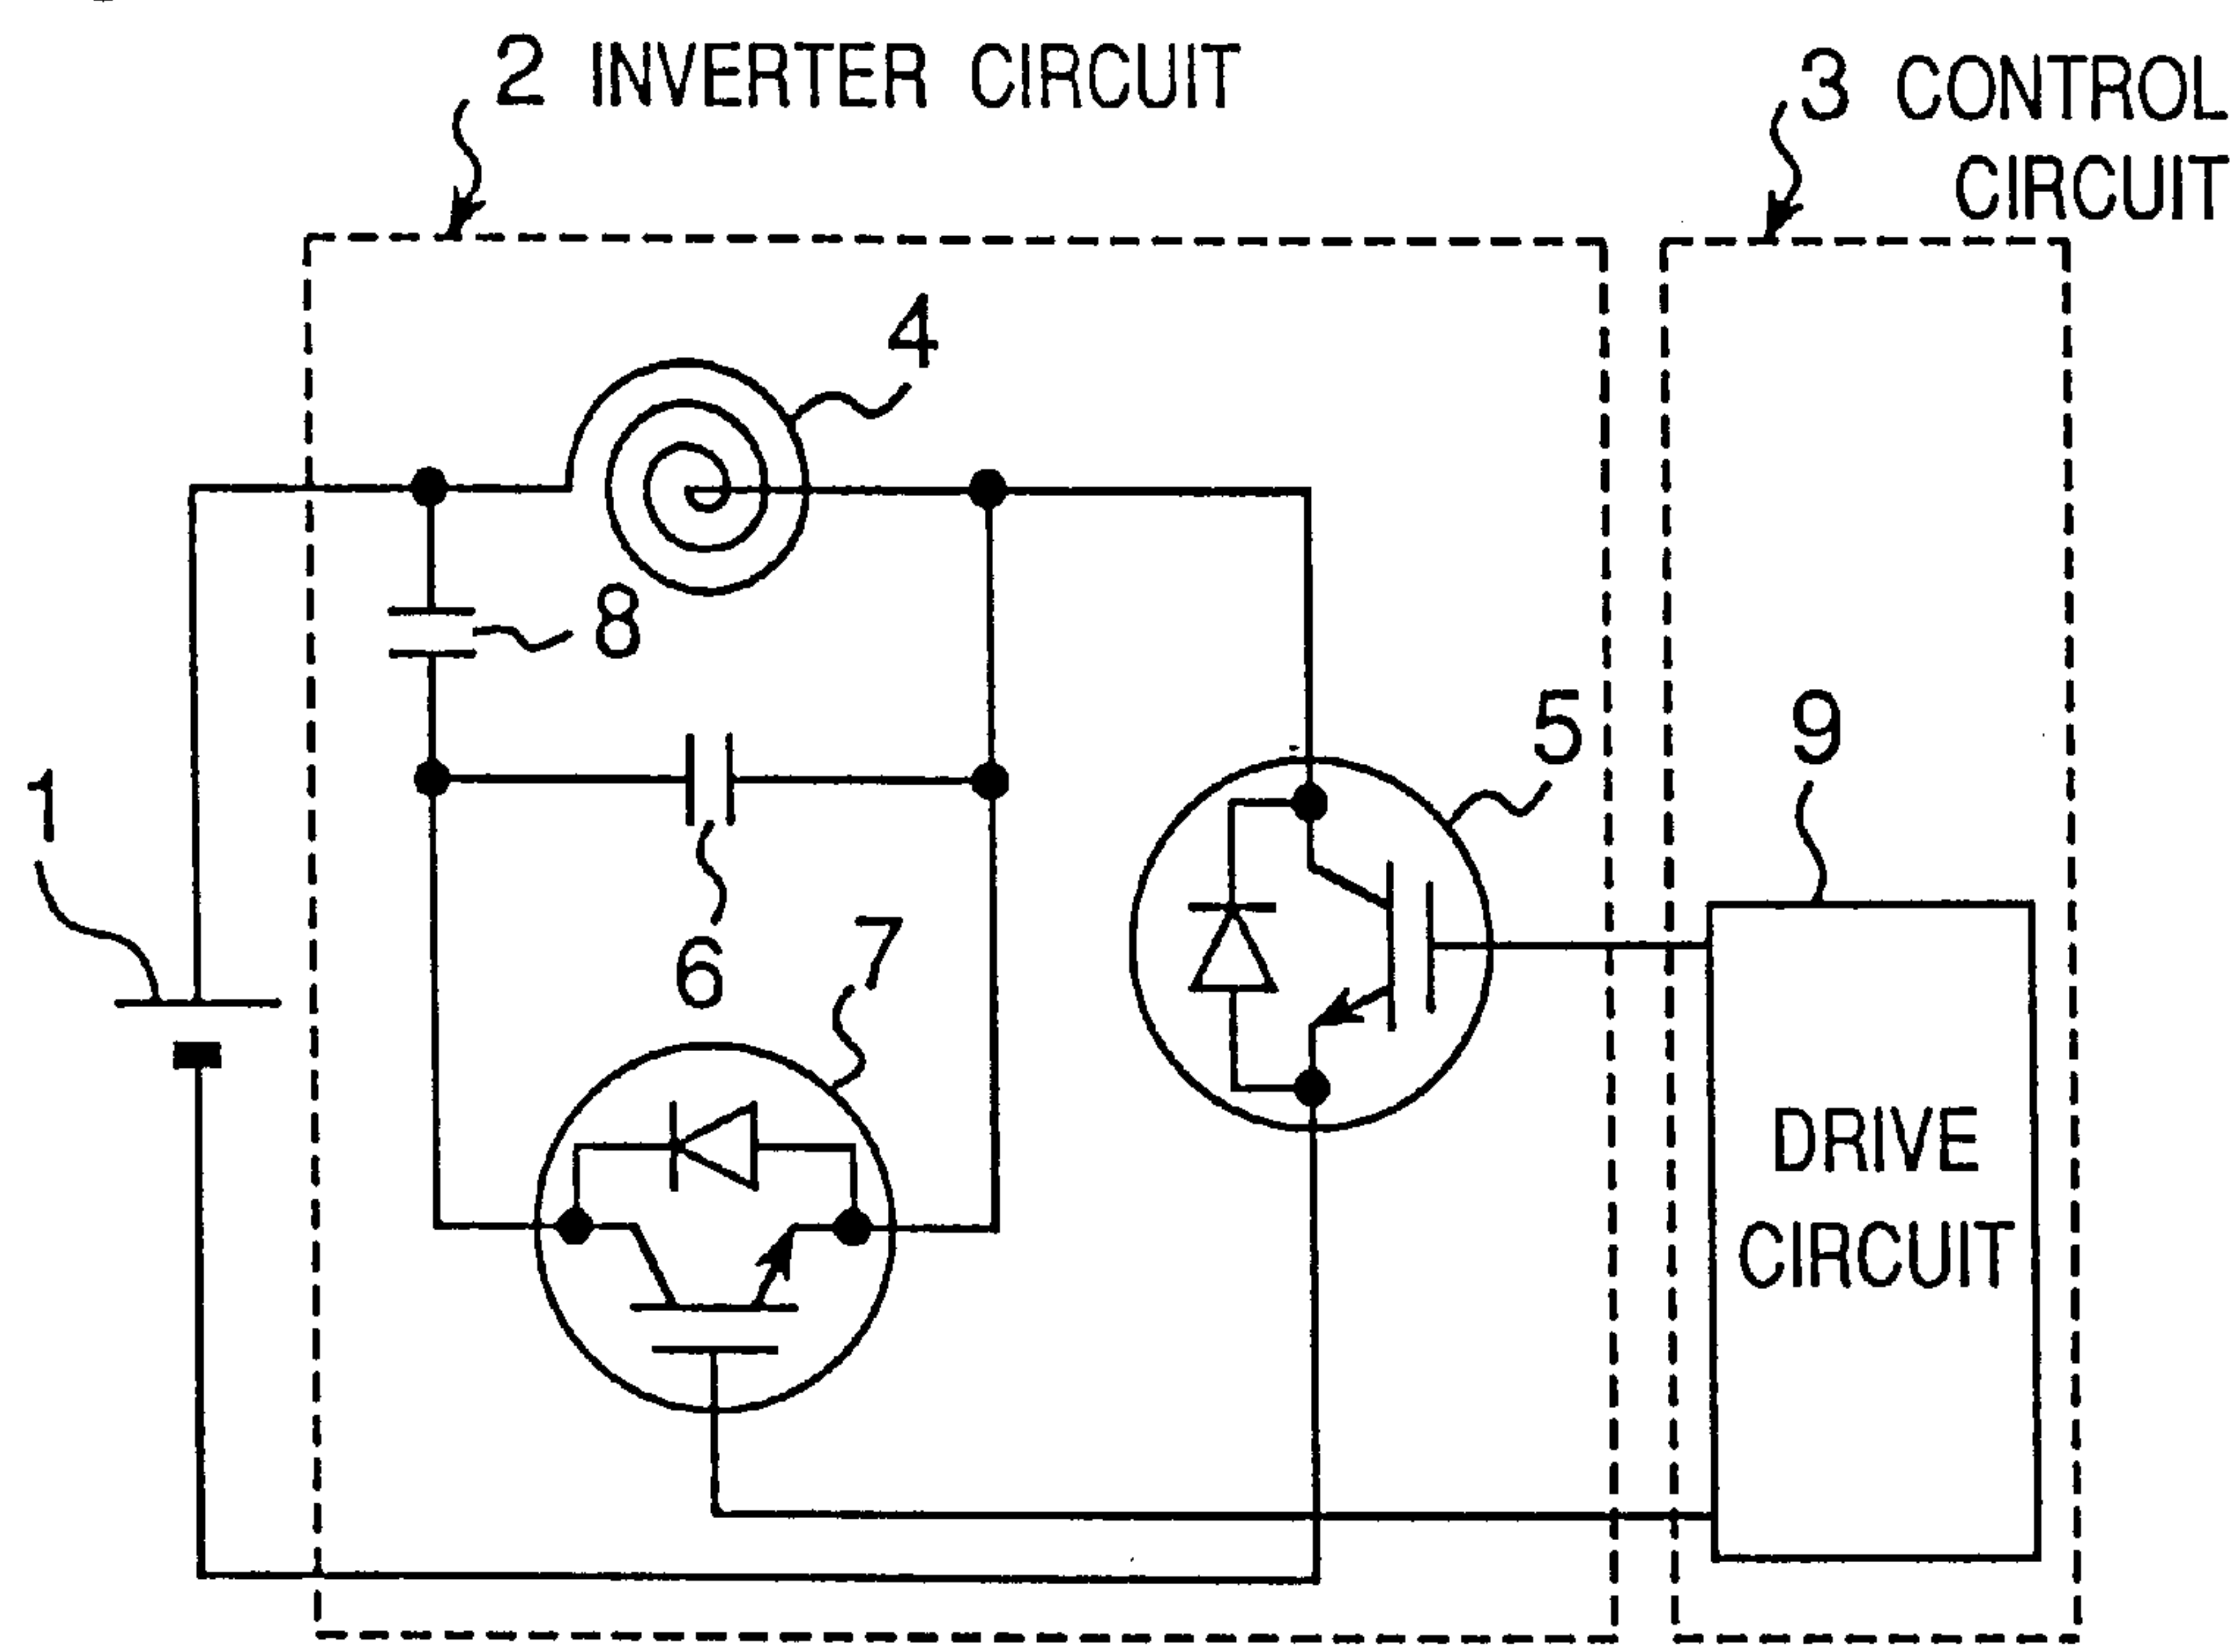 2 INVERTER CIRCUIT
3 CONTROL
CIRCUIT
4
8
5
9
1
6
7
DRIVE
CIRCUIT